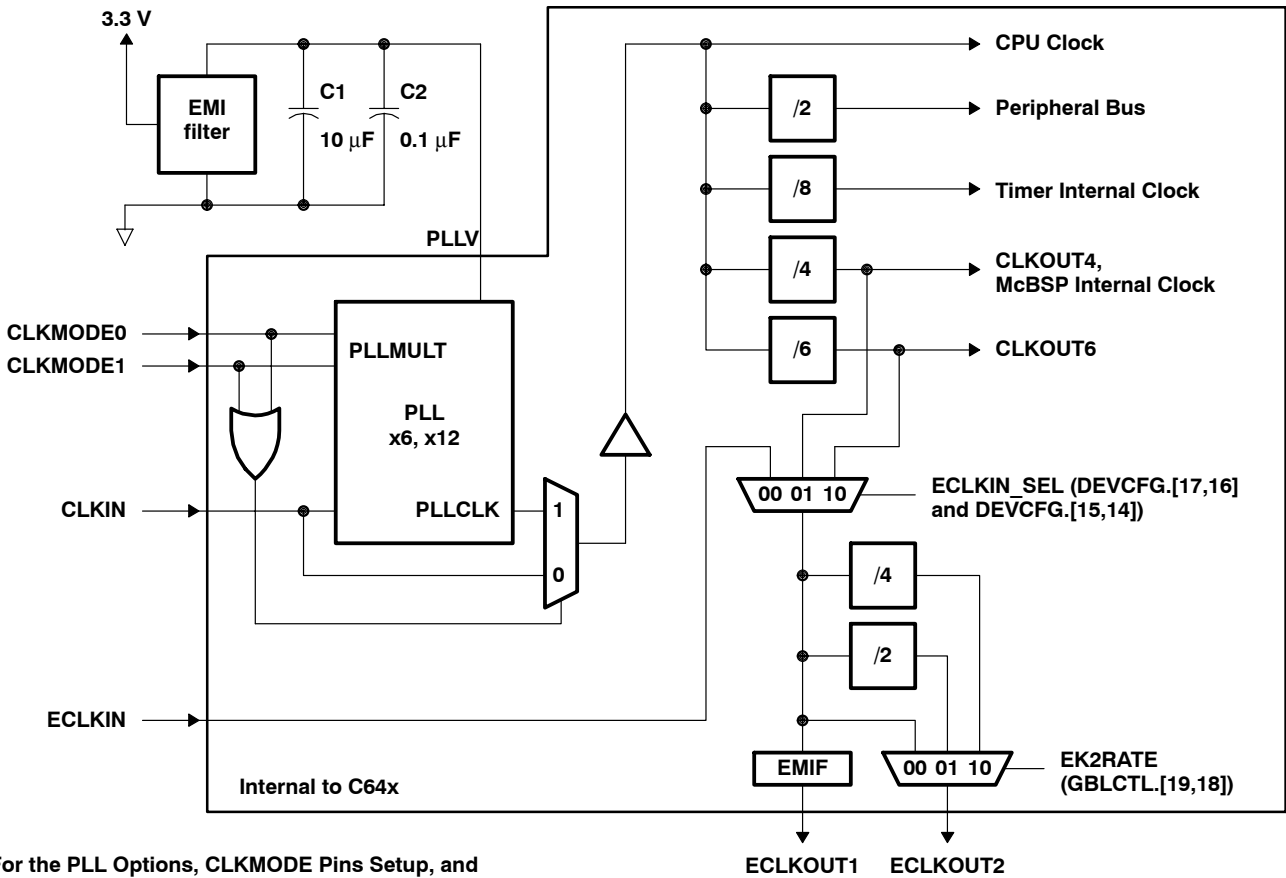 3.3 V
CPU Clock
C1
C2
EMI
filter
/2
Peripheral Bus
10 μF
0.1 μF
/8
Timer Internal Clock
PLLV
/4
CLKOUT4,
McBSP Internal Clock
CLKMODE0
CLKMODE1
PLLMULT
/6
CLKOUT6
PLL
x6, x12
CLKIN
PLLCLK
1
0
00 01 10
ECLKIN_SEL (DEVCFG.[17,16]
and DEVCFG.[15,14])
/4
/2
ECLKIN
EMIF
00 01 10
EK2RATE
(GBLCTL.[19,18])
Internal to C64x
ECLKOUT1
ECLKOUT2
For the PLL Options, CLKMODE Pins Setup, and